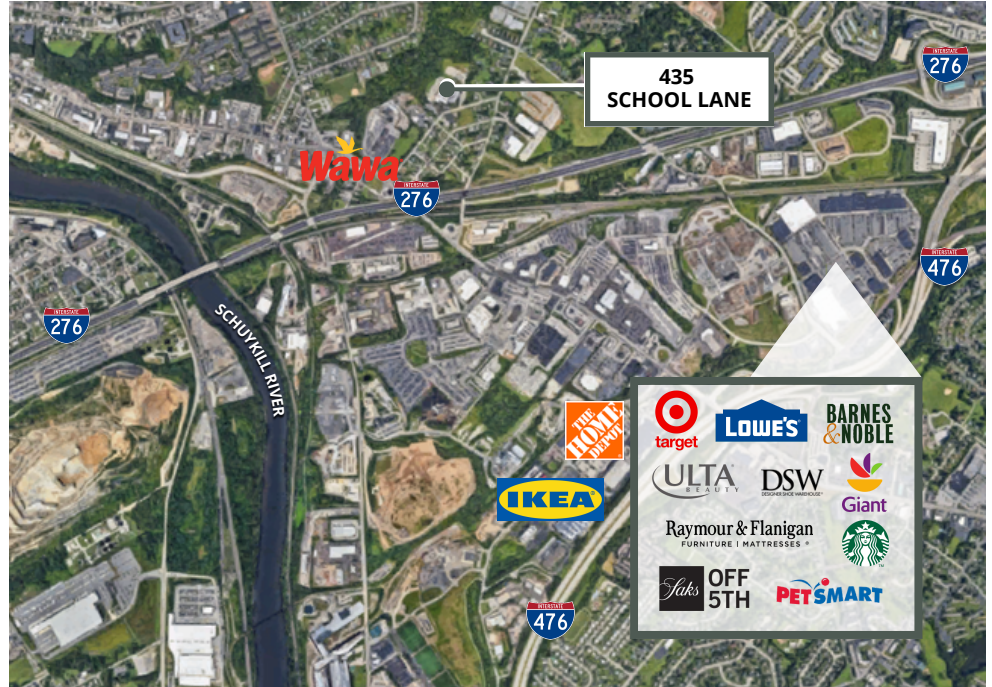 435
SCHOOL LANE
INTERSTATE
276
Wawa
INTERSTATE
276
INTERSTATE
476
INTERSTATE
276
SCHUYKILL RIVER
target
LOWE'S
BARNES
&NOBLE
THE
HOME
DEPOT
ULTA
BEAUTY
DSW
DESIGNER SHOE WAREHOUSE
Giant
IKEA
Raymour & Flanigan
FURNITURE | MATTRESSES
Saks
OFF
5TH
PETSMART
INTERSTATE
476